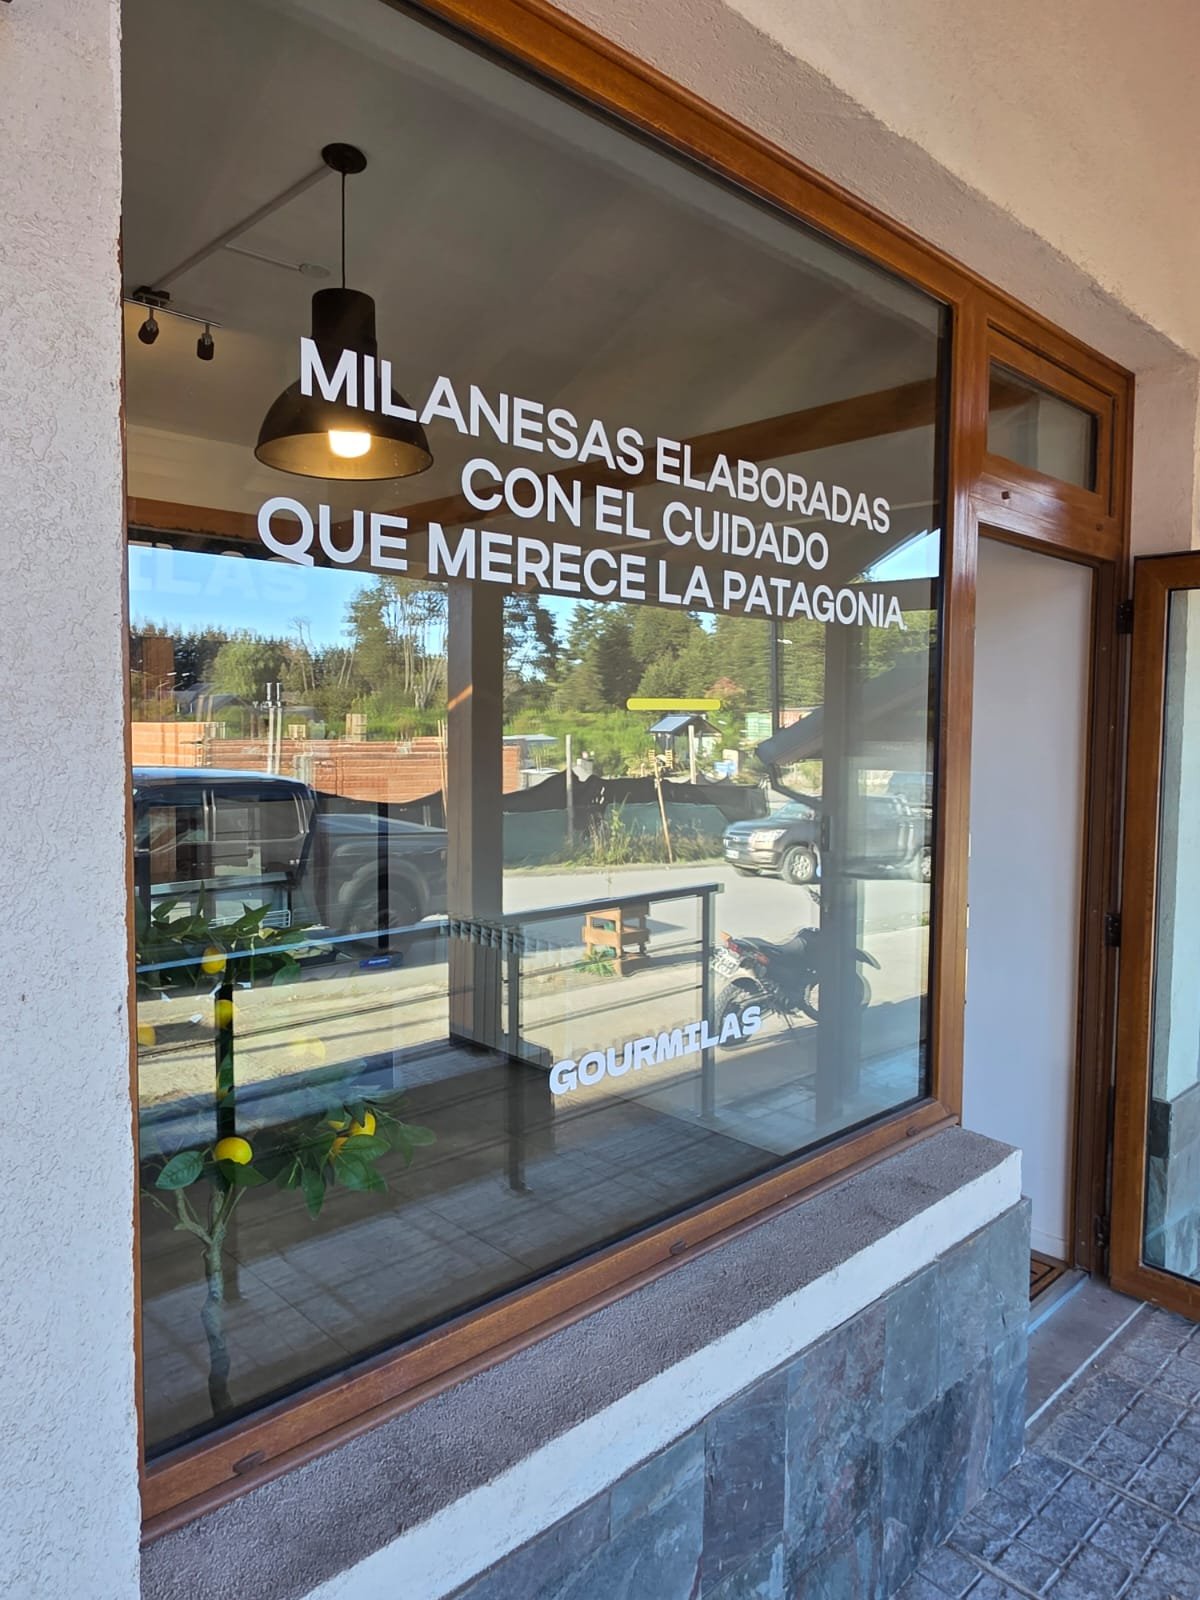 MILANESAS ELABORADAS
CON EL CUIDADO
QUE MERECE LA PATAGONIA
GOURMILAS